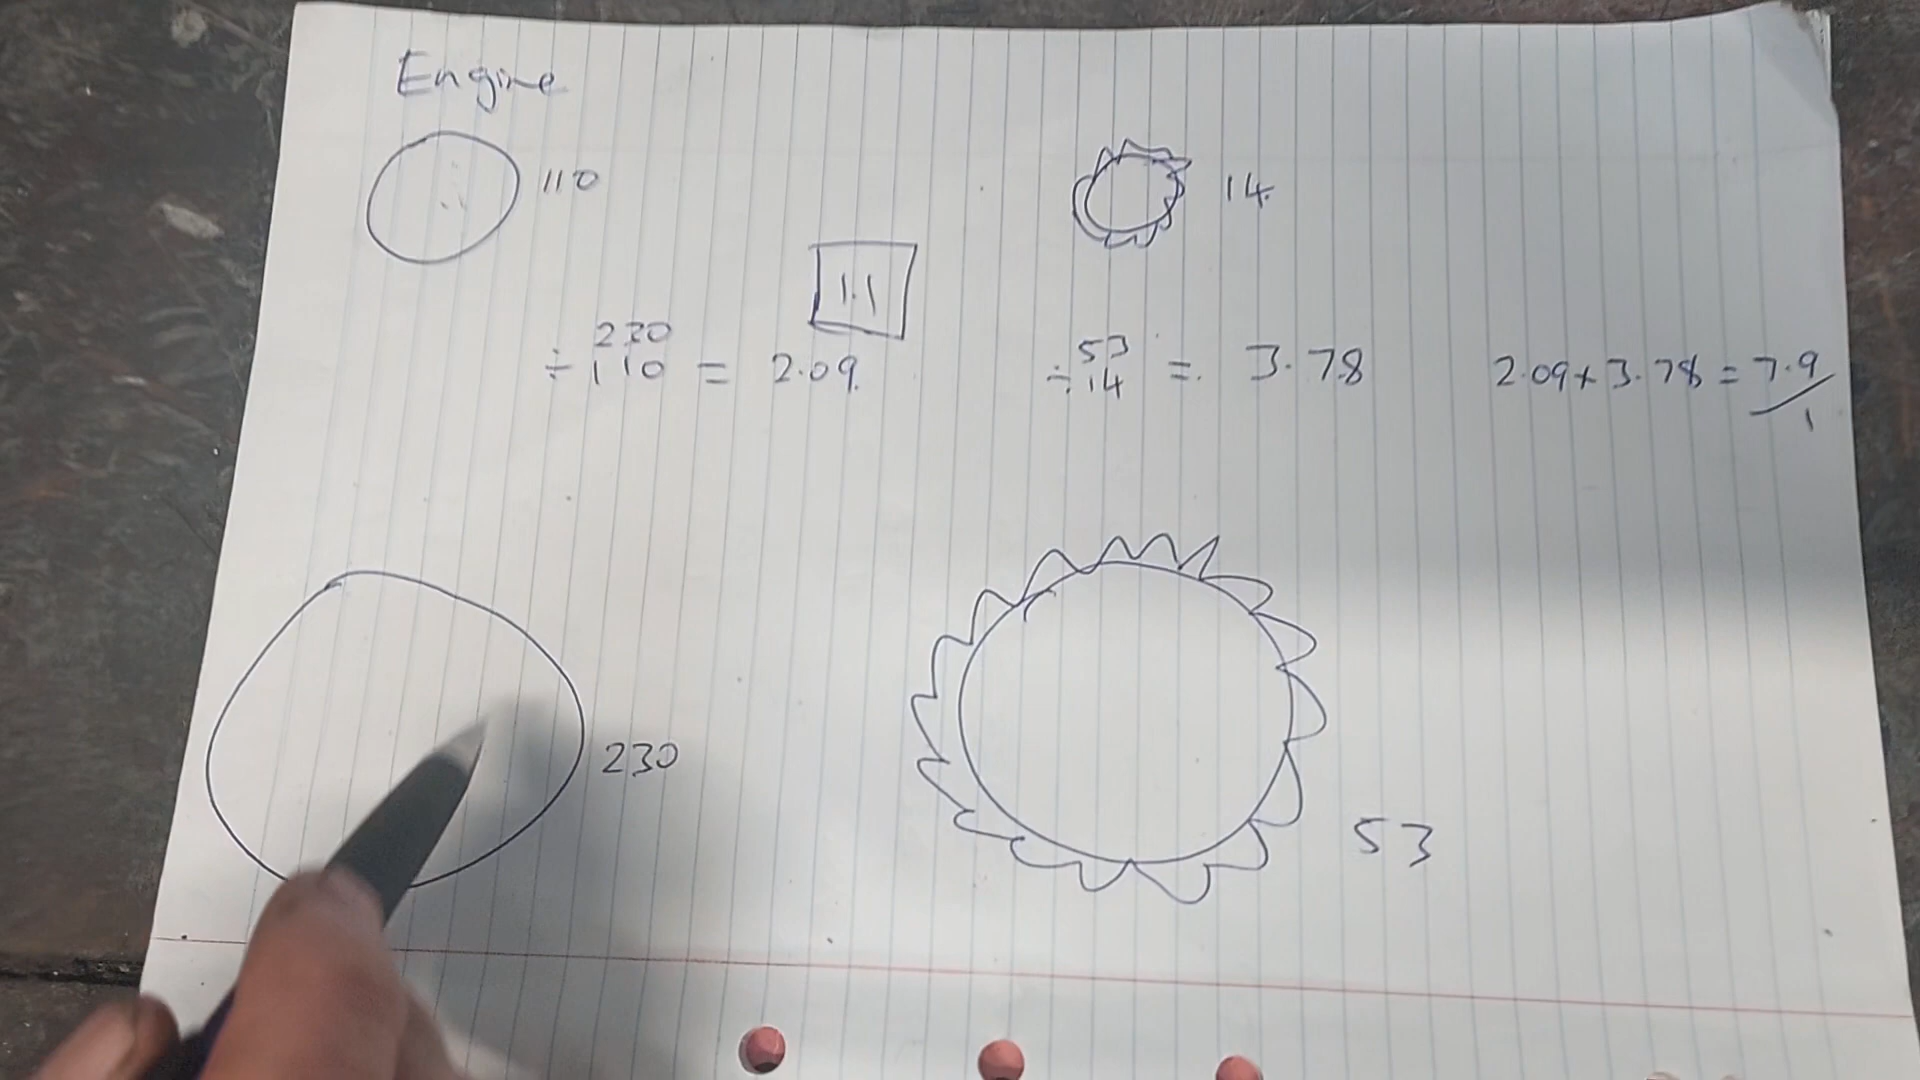 Engine
110
14.
1.1
230
÷ 110 = 2.09.
53
÷ 14 = 3.78
2.09 x 3.78 = 7.9
1
230
53